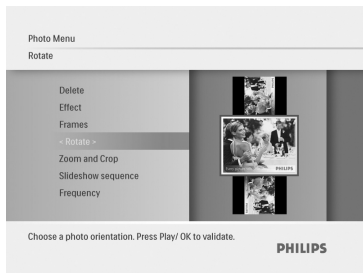 Photo Menu
Rotate
Delete
Effect
Frames
< Rotate >
Zoom and Crop
Slideshow sequence
Frequency
PHILIPS
Choose a photo orientation. Press Play/ OK to validate.
PHILIPS